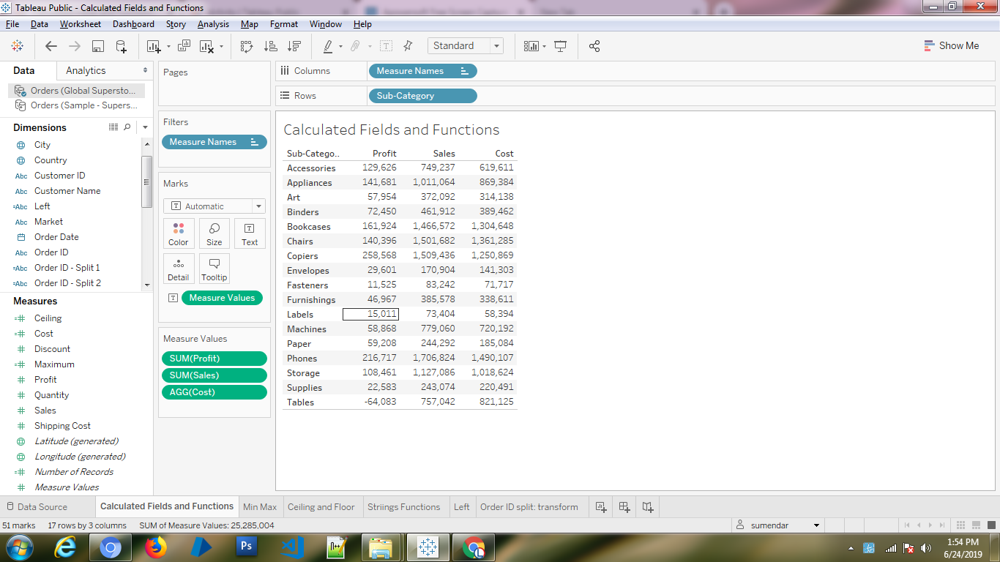 Tableau Public - Calculated Fields and Functions
File Data Worksheet Dashboard Story Analysis Map Format Window Help
Standard
Show Me
Data Analytics
Orders (Global Supersto...
Orders (Sample - Supers...
Dimensions
City
Country
Abc Customer ID
Abc Customer Name
=Abc Left
Abc Market
Order Date
Abc Order ID
=Abc Order ID - Split 1
=Abc Order ID - Split 2
Measures
=# Ceiling
=# Cost
# Discount
=# Maximum
# Profit
# Quantity
# Sales
# Shipping Cost
Latitude (generated)
Longitude (generated)
=# Number of Records
# Measure Values
Pages
Filters
Measure Names
Marks
T Automatic
Color Size Text
Detail Tooltip
T Measure Values
Measure Values
SUM(Profit)
SUM(Sales)
AGG(Cost)
Columns Measure Names
Rows Sub-Category
Calculated Fields and Functions
Sub-Catego.. Profit Sales Cost
Accessories 129,626 749,237 619,611
Appliances 141,681 1,011,064 869,384
Art 57,954 372,092 314,138
Binders 72,450 461,912 389,462
Bookcases 161,924 1,466,572 1,304,648
Chairs 140,396 1,501,682 1,361,285
Copiers 258,568 1,509,436 1,250,869
Envelopes 29,601 170,904 141,303
Fasteners 11,525 83,242 71,717
Furnishings 46,967 385,578 338,611
Labels 15,011 73,404 58,394
Machines 58,868 779,060 720,192
Paper 59,208 244,292 185,084
Phones 216,717 1,706,824 1,490,107
Storage 108,461 1,127,086 1,018,624
Supplies 22,583 243,074 220,491
Tables -64,083 757,042 821,125
Data Source Calculated Fields and Functions Min Max Ceiling and Floor Striings Functions Left Order ID split: transform
51 marks 17 rows by 3 columns SUM of Measure Values: 25,285,004 sumendar
Ps
1:54 PM
6/24/2019